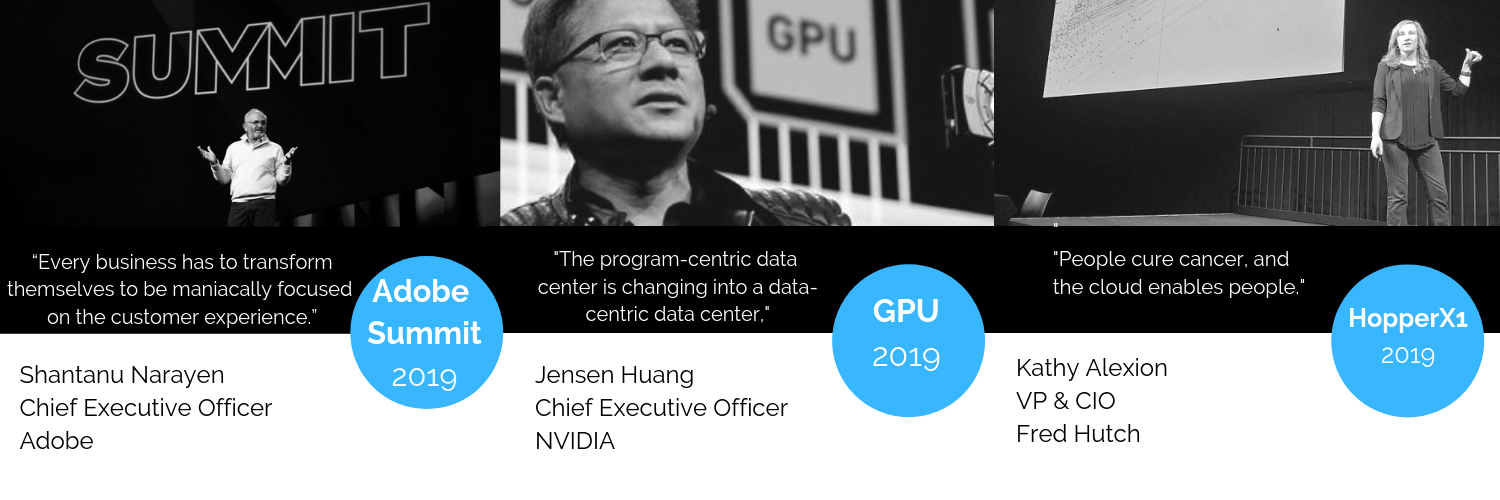 SUMMIT
“Every business has to transform
themselves to be maniacally focused
on the customer experience.”
Adobe
Summit
2019
Shantanu Narayen
Chief Executive Officer
Adobe
GPU
"The program-centric data
center is changing into a data-
centric data center,"
GPU
2019
Jensen Huang
Chief Executive Officer
NVIDIA
"
"People cure cancer, and
the cloud enables people."
HopperX1
2019
Kathy Alexion
VP & CIO
Fred Hutch